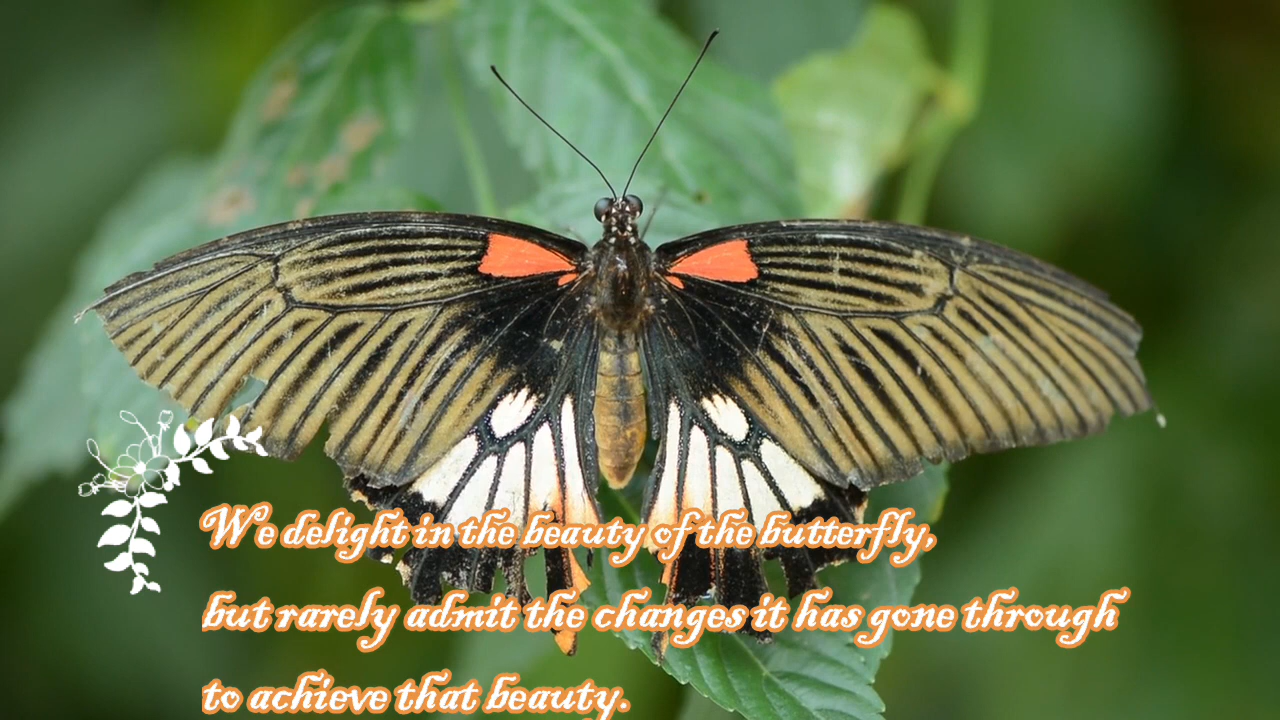 We delight in the beauty of the butterfly,
but rarely admit the changes it has gone through
to achieve that beauty.